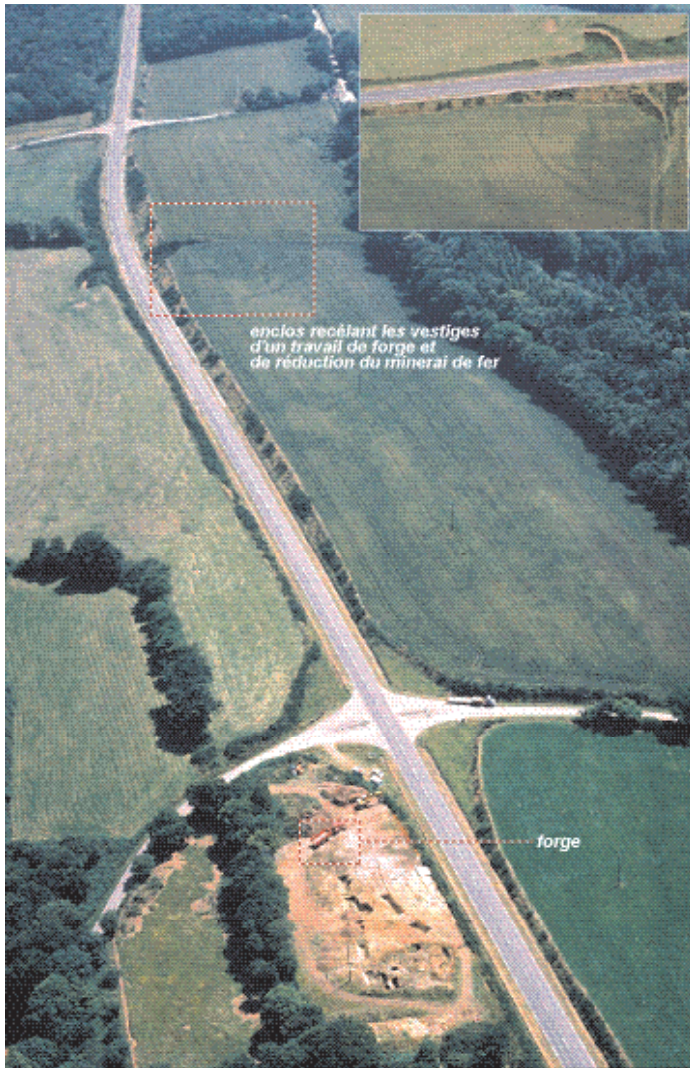 enclos recélant les vestiges
d'un travail de forge et
de réduction du minerai de fer
forge